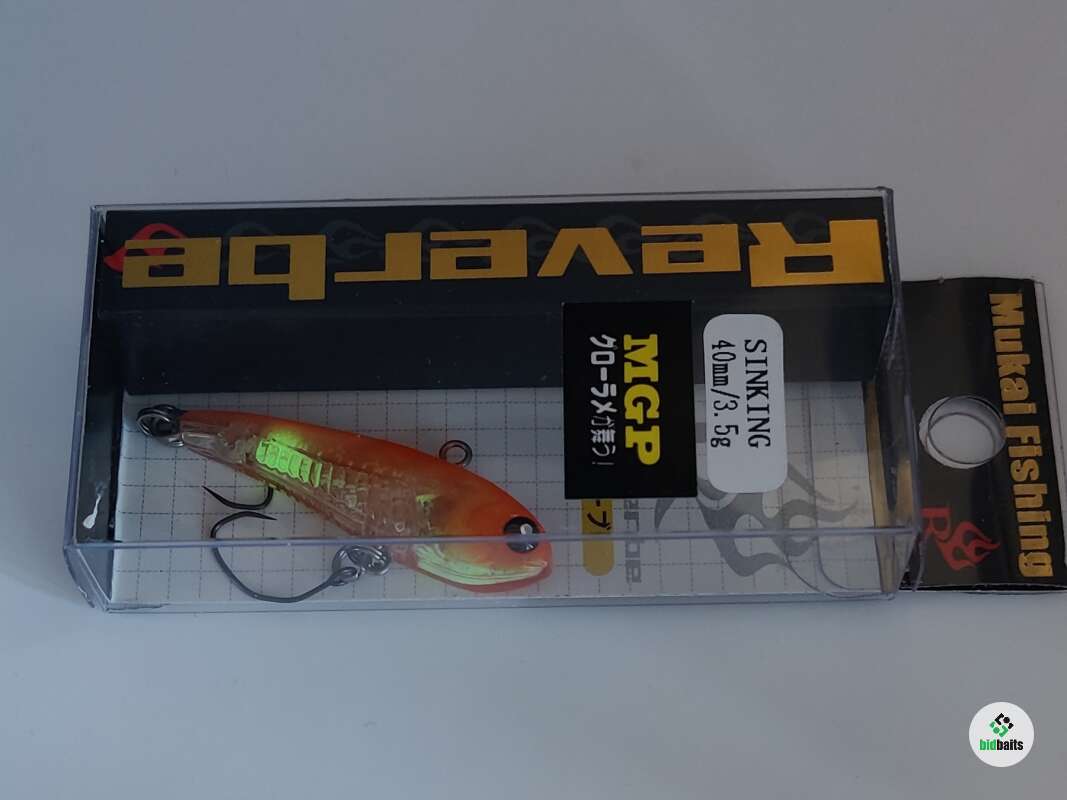 Reverbe
MGP
グローラメが舞う!
SINKING
40mm/3.5g
Mukai Fishing
bidbaits